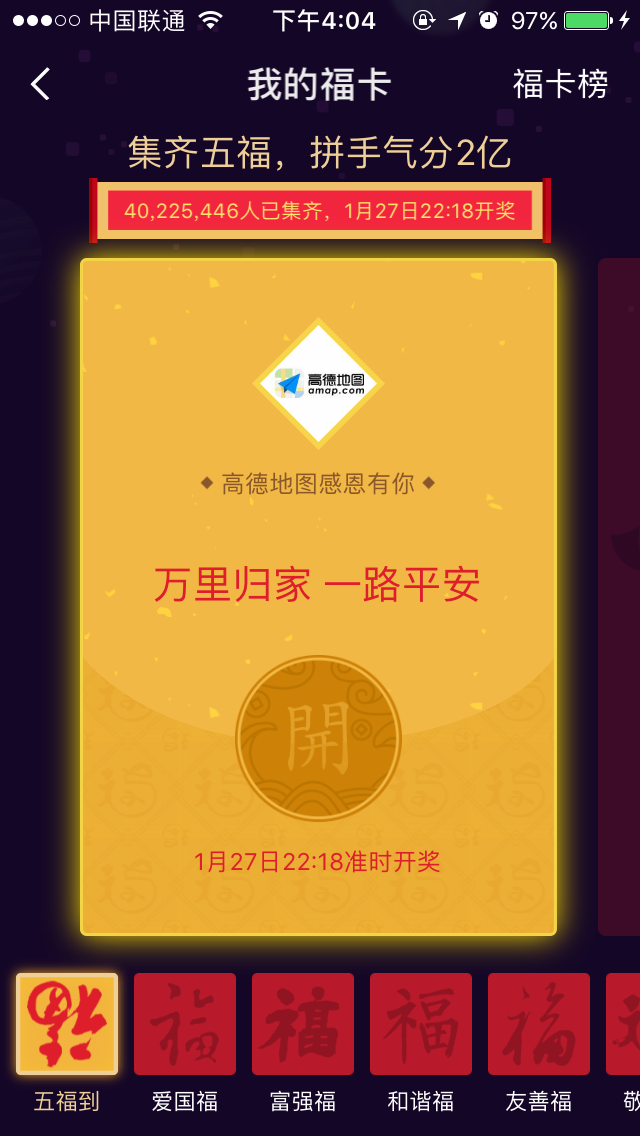 中国联通 下午4:04 97%
我的福卡 福卡榜
集齐五福，拼手气分2亿
40,225,446人已集齐，1月27日22:18开奖
高德地图
amap.com
高德地图感恩有你
万里归家 一路平安
開
1月27日22:18准时开奖
福 福 福 福 福
五福到 爱国福 富强福 和谐福 友善福 敬